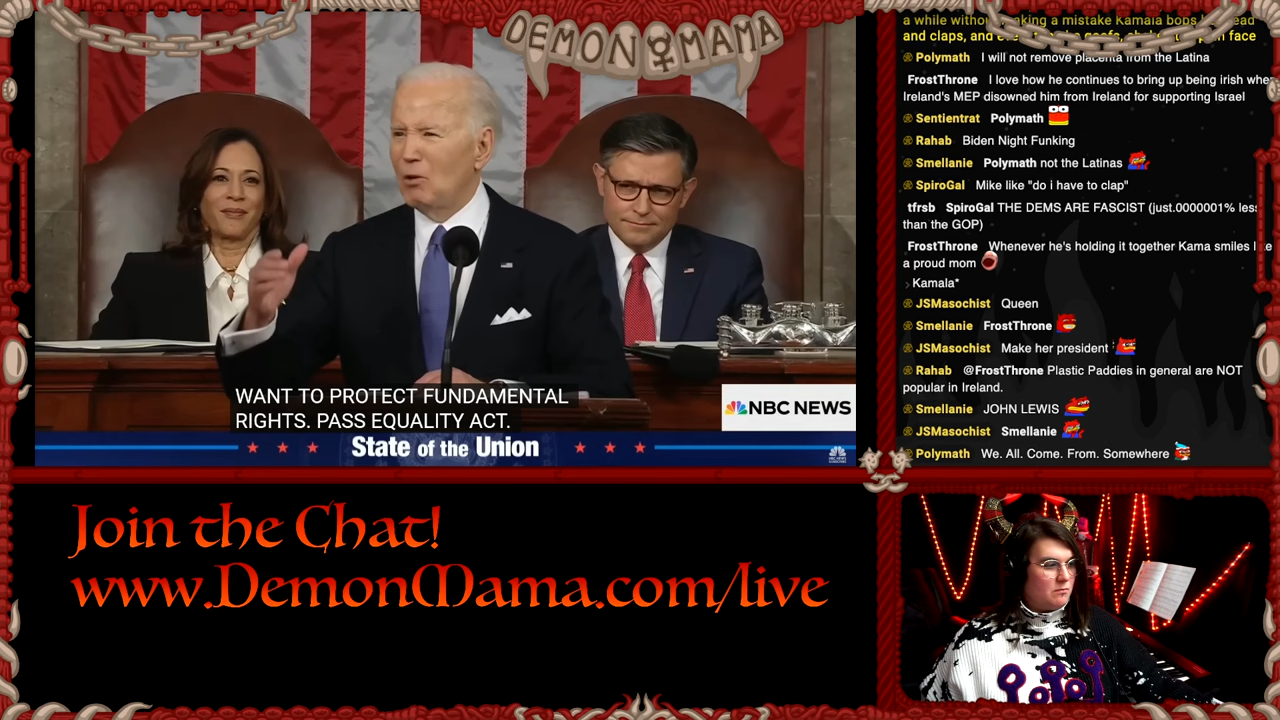 DEMON MAMA
WANT TO PROTECT FUNDAMENTAL
RIGHTS. PASS EQUALITY ACT.
NBC NEWS
State of the Union
Join the Chat!
www.DemonMama.com/live
a while without making a mistake Kamala bobs head
and claps, and face
Polymath I will not remove placenta from the Latina
FrostThrone I love how he continues to bring up being irish when
Ireland's MEP disowned him from Ireland for supporting Israel
Sentientrat Polymath
Rahab Biden Night Funking
Smellanie Polymath not the Latinas
SpiroGal Mike like "do i have to clap"
tfrsb SpiroGal THE DEMS ARE FASCIST (just.0000001% less
than the GOP)
FrostThrone Whenever he's holding it together Kama smiles like
a proud mom
Kamala*
JSMasochist Queen
Smellanie FrostThrone
JSMasochist Make her president
Rahab @FrostThrone Plastic Paddies in general are NOT
popular in Ireland.
Smellanie JOHN LEWIS
JSMasochist Smellanie
Polymath We. All. Come. From. Somewhere